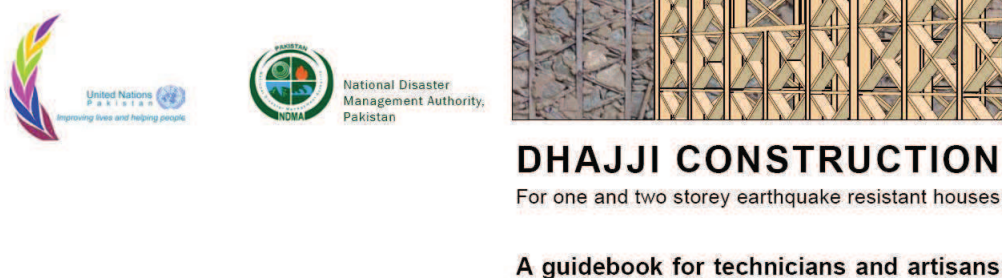 United Nations
Pakistan
Improving lives and helping people
PAKISTAN
NDMA
National Disaster
Management Authority,
Pakistan
DHAJJI CONSTRUCTION
For one and two storey earthquake resistant houses
A guidebook for technicians and artisans